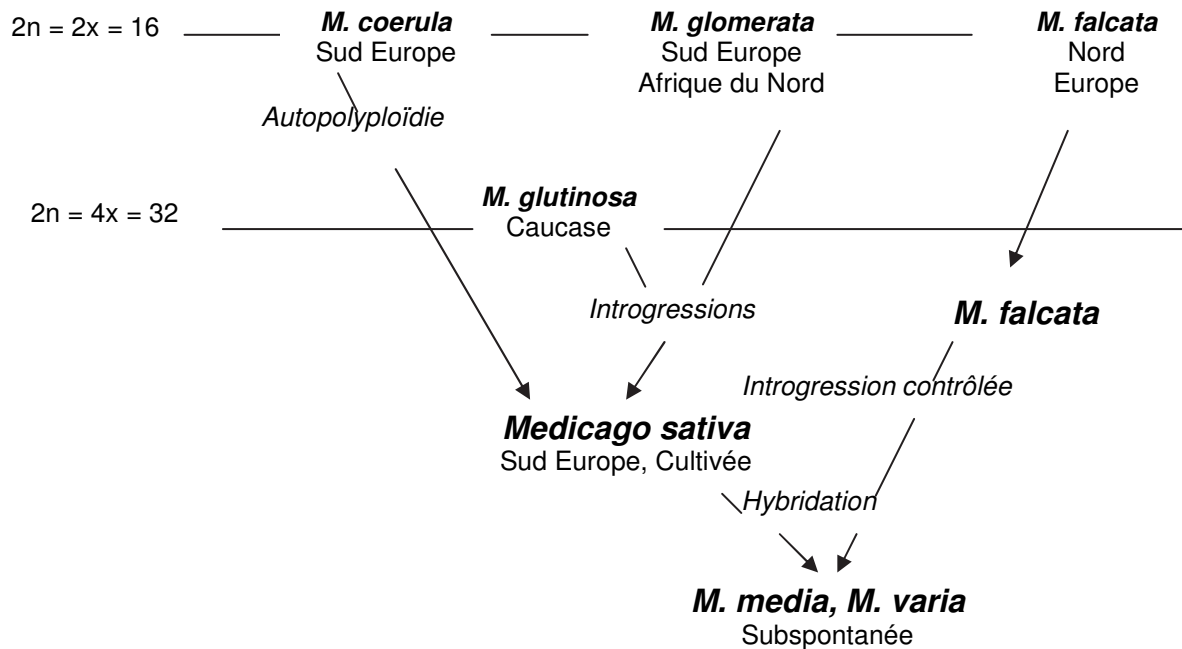 2n = 2x = 16
M. coerula
Sud Europe
M. glomerata
Sud Europe
Afrique du Nord
M. falcata
Nord
Europe
Autopolyploïdie
2n = 4x = 32
M. glutinosa
Caucase
Introgressions
M. falcata
Introgression contrôlée
Medicago sativa
Sud Europe, Cultivée
Hybridation
M. media, M. varia
Subspontanée